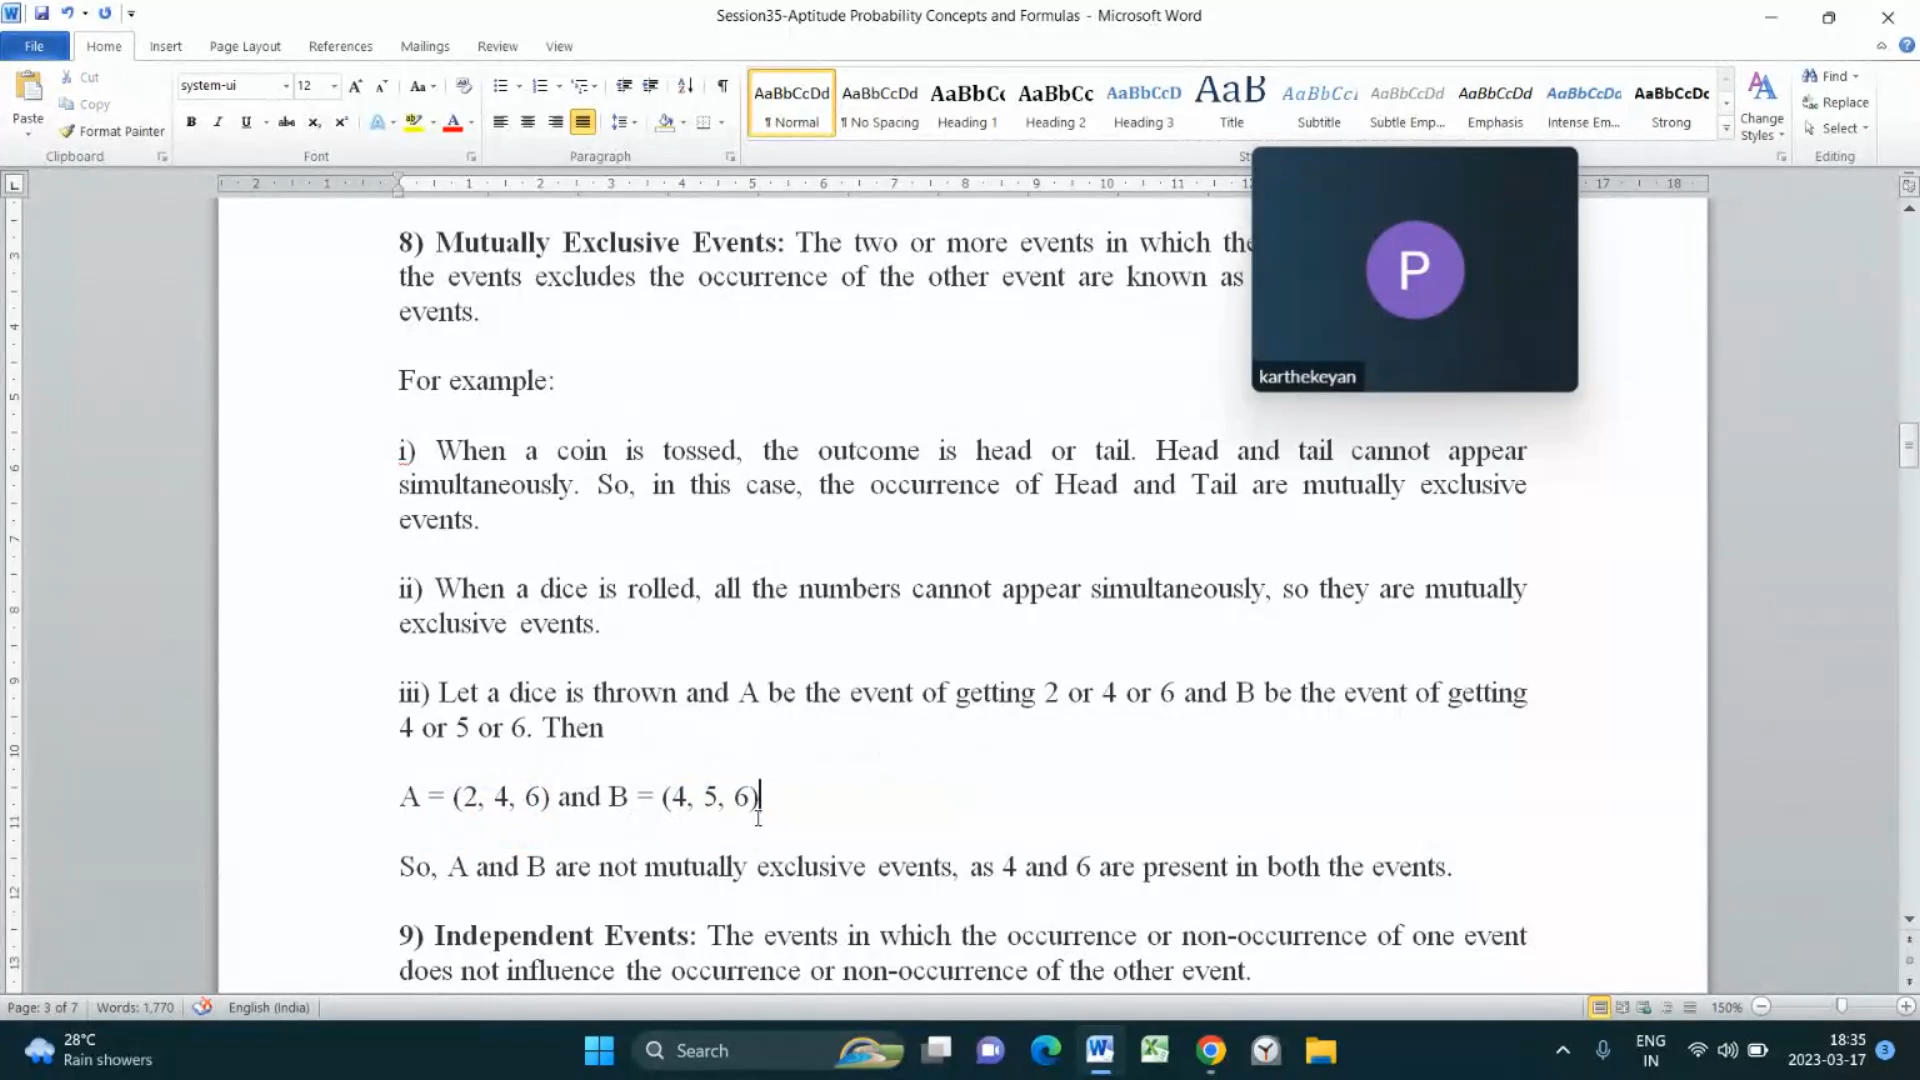 Session35-Aptitude Probability Concepts and Formulas - Microsoft Word
File Home Insert Page Layout References Mailings Review View
Paste
Cut
Copy
Format Painter
Clipboard
system-ui 12
Font
Paragraph
AaBbCcDd AaBbCcDd AaBbCc AaBbCc AaBbCcD AaB AaBbCcI AaBbCcDd AaBbCcDd AaBbCcDd AaBbCcDc
¶ Normal ¶ No Spacing Heading 1 Heading 2 Heading 3 Title Subtitle Subtle Emp... Emphasis Intense Em... Strong
Change Styles
Find
Replace
Select
Editing
8) Mutually Exclusive Events: The two or more events in which the
the events excludes the occurrence of the other event are known as
events.
P
karthekeyan
For example:
i) When a coin is tossed, the outcome is head or tail. Head and tail cannot appear
simultaneously. So, in this case, the occurrence of Head and Tail are mutually exclusive
events.
ii) When a dice is rolled, all the numbers cannot appear simultaneously, so they are mutually
exclusive events.
iii) Let a dice is thrown and A be the event of getting 2 or 4 or 6 and B be the event of getting
4 or 5 or 6. Then
A = (2, 4, 6) and B = (4, 5, 6)
So, A and B are not mutually exclusive events, as 4 and 6 are present in both the events.
9) Independent Events: The events in which the occurrence or non-occurrence of one event
does not influence the occurrence or non-occurrence of the other event.
Page: 3 of 7 Words: 1,770 English (India) 150%
28°C
Rain showers
Search
ENG
IN
18:35
2023-03-17
3